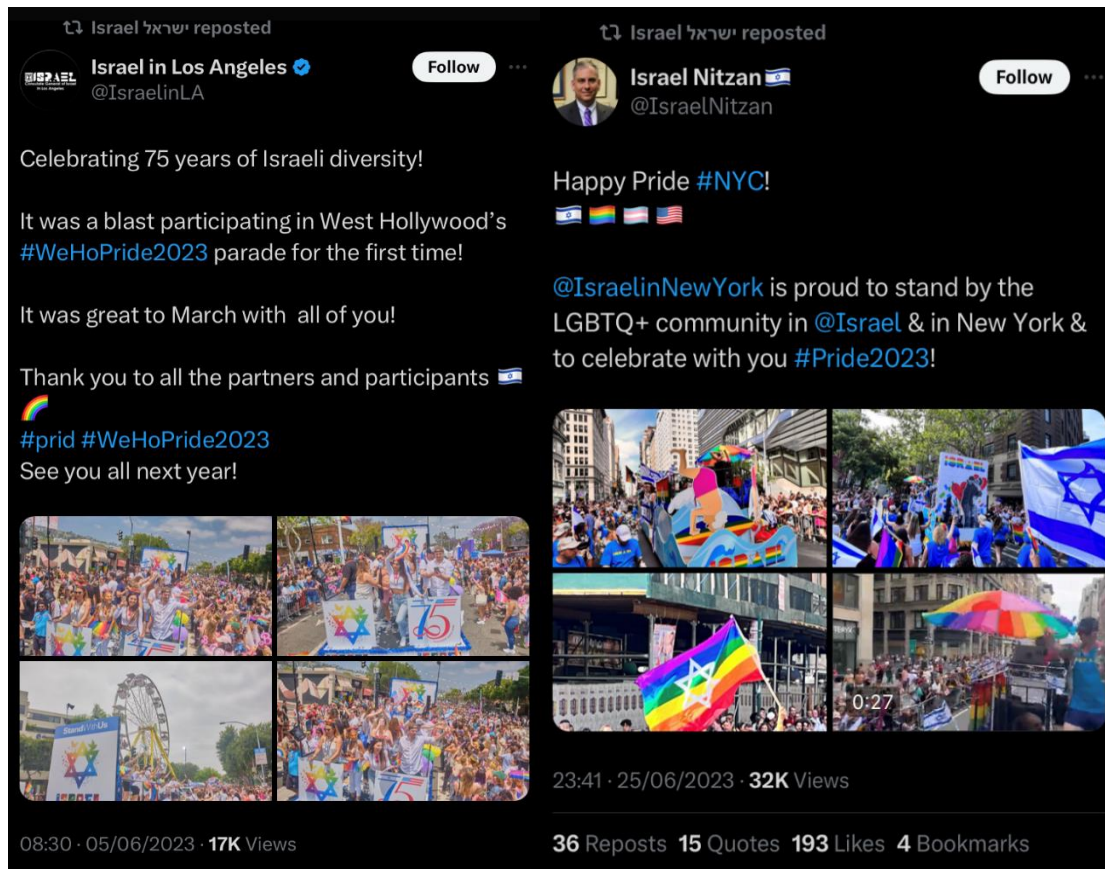 Israel ישראל reposted
Israel in Los Angeles
@IsraelinLA
Follow
Celebrating 75 years of Israeli diversity!
It was a blast participating in West Hollywood’s
#WeHoPride2023 parade for the first time!
It was great to March with all of you!
Thank you to all the partners and participants 🇮🇱
🌈
#prid #WeHoPride2023
See you all next year!
75
StandWithUs
ISRAEL
75
08:30 · 05/06/2023 · 17K Views
Israel ישראל reposted
Israel Nitzan 🇮🇱
@IsraelNitzan
Follow
Happy Pride #NYC!
🇮🇱 🏳️‍🌈 🏳️‍⚧️ 🇺🇸
@IsraelinNewYork is proud to stand by the
LGBTQ+ community in @Israel & in New York &
to celebrate with you #Pride2023!
ISRAEL
0:27
23:41 · 25/06/2023 · 32K Views
36 Reposts 15 Quotes 193 Likes 4 Bookmarks